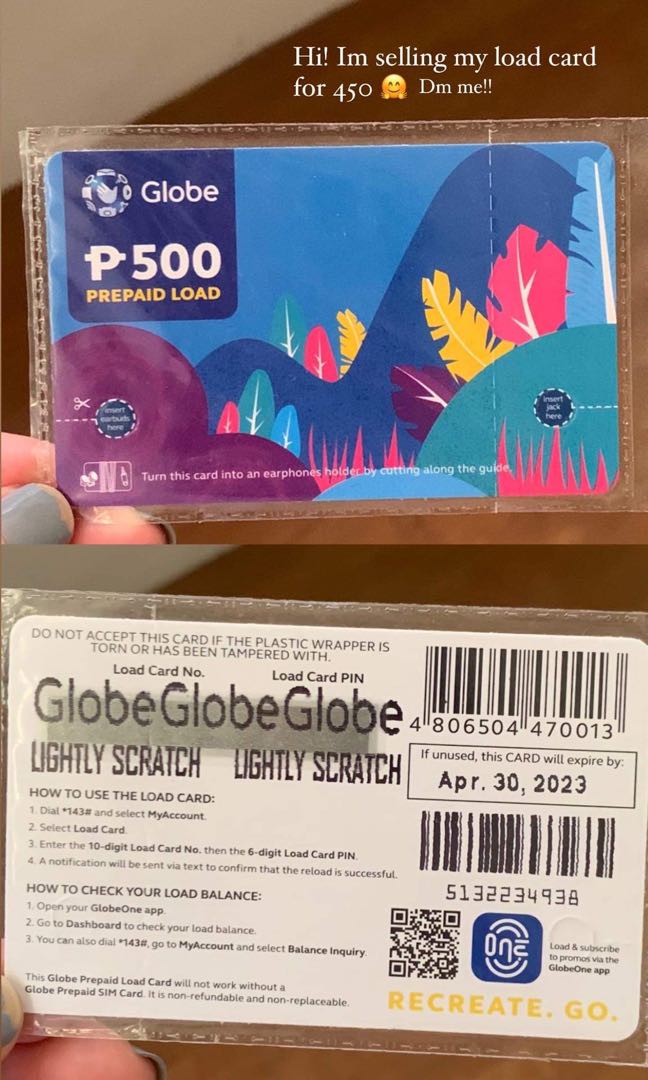 Hi! Im selling my load card
for 450 🤗 Dm me!!
Globe
₱500
PREPAID LOAD
insert
earbuds
here
insert
jack
here
Turn this card into an earphones holder by cutting along the guide.
DO NOT ACCEPT THIS CARD IF THE PLASTIC WRAPPER IS
TORN OR HAS BEEN TAMPERED WITH.
Load Card No. Load Card PIN
GlobeGlobeGlobe
LIGHTLY SCRATCH LIGHTLY SCRATCH
4 806504 470013
If unused, this CARD will expire by:
Apr. 30, 2023
HOW TO USE THE LOAD CARD:
1. Dial *143# and select MyAccount.
2. Select Load Card.
3. Enter the 10-digit Load Card No. then the 6-digit Load Card PIN.
4. A notification will be sent via text to confirm that the reload is successful.
HOW TO CHECK YOUR LOAD BALANCE:
1. Open your GlobeOne app.
2. Go to Dashboard to check your load balance.
3. You can also dial *143#, go to MyAccount and select Balance Inquiry.
This Globe Prepaid Load Card will not work without a
Globe Prepaid SIM Card. It is non-refundable and non-replaceable.
5132234938
ONE
Load & subscribe
to promos via the
GlobeOne app
RECREATE. GO.